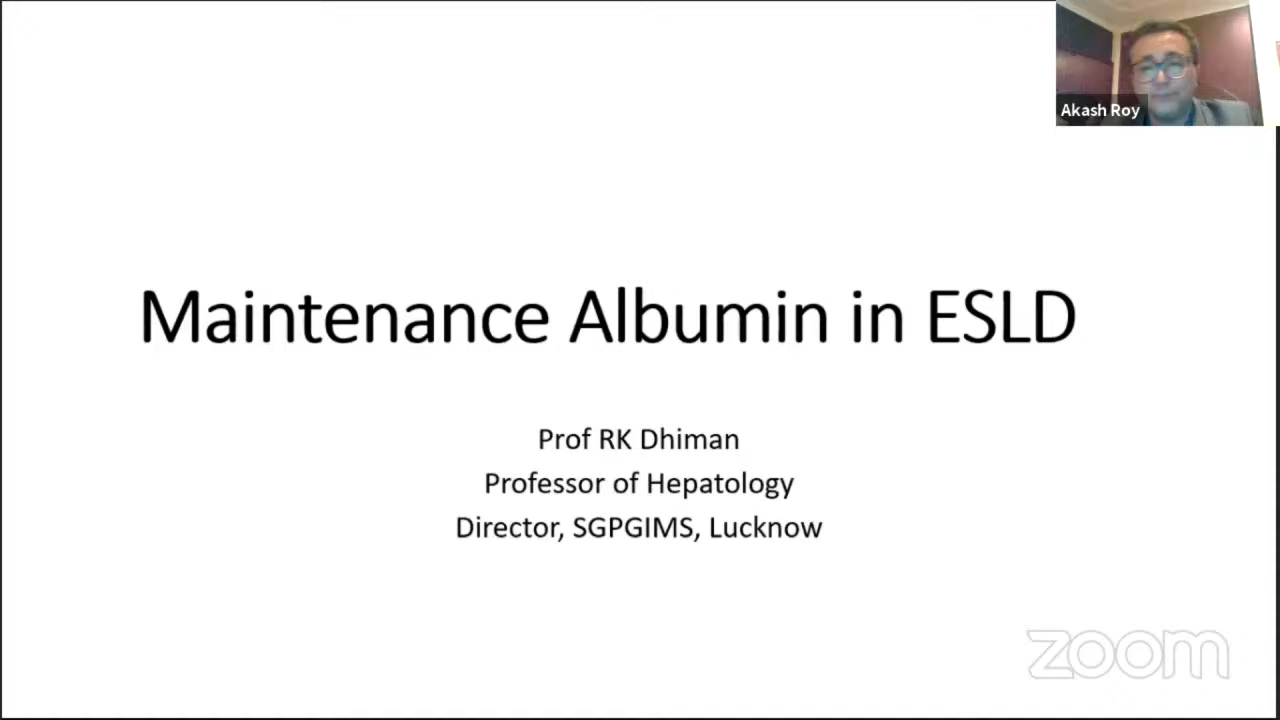 Akash Roy
Maintenance Albumin in ESLD
Prof RK Dhiman
Professor of Hepatology
Director, SGPGIMS, Lucknow
zoom